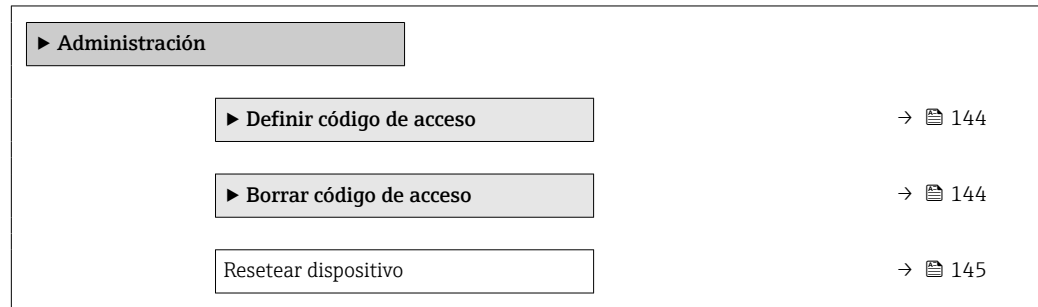 ▶ Administración
▶ Definir código de acceso → 🖺 144
▶ Borrar código de acceso → 🖺 144
Resetear dispositivo → 🖺 145